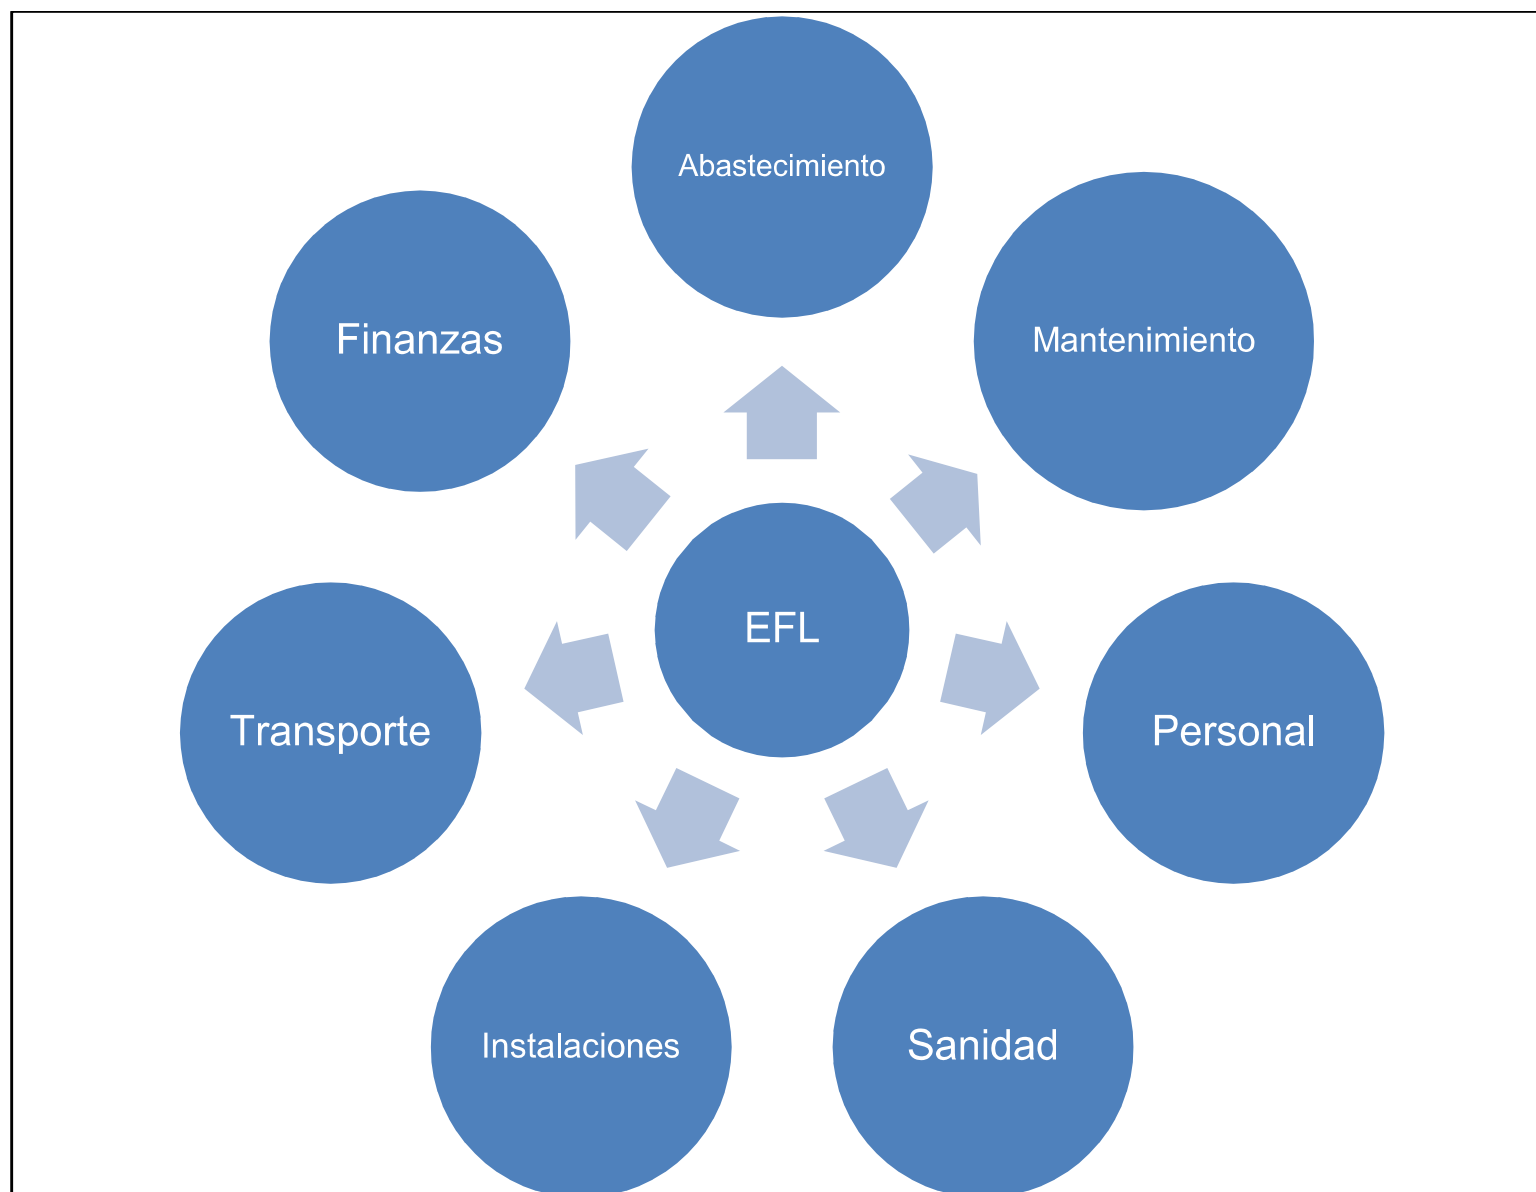 Abastecimiento
Finanzas
Mantenimiento
EFL
Transporte
Personal
Instalaciones
Sanidad